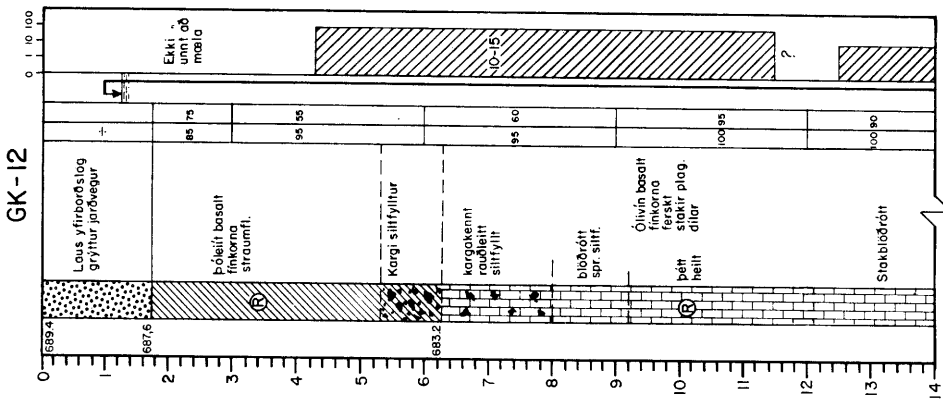 GK-12
0 10 100
Ekki
unnt að
mæla
10-15
?
÷
85 75
95 55
95 60
100 95
100 90
Laus yfirborðslog
grýttur jarðvegur
Þóleiít basalt
fínkorna
straumfl.
Kargi siltfylltur
kargakennt
rauðleitt
siltfyllt
blöðrótt
spr. siltf.
Ólivín basalt
fínkorna
ferskt
stakir plag.
dílar
þétt
heilt
Stakblöðrótt
R
R
689.4
687,6
683.2
0 1 2 3 4 5 6 7 8 9 10 11 12 13 14